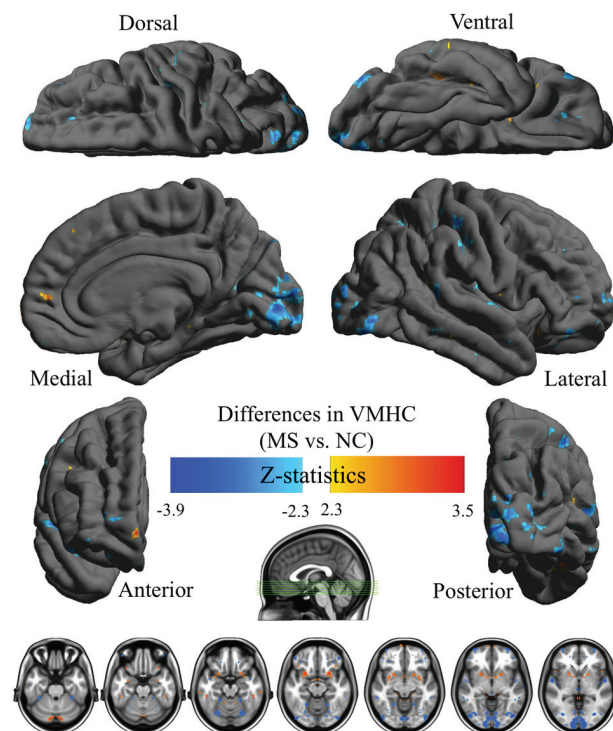 Dorsal
Ventral
Medial
Lateral
Differences in VMHC
(MS vs. NC)
Z-statistics
-3.9
-2.3
2.3
3.5
Anterior
Posterior